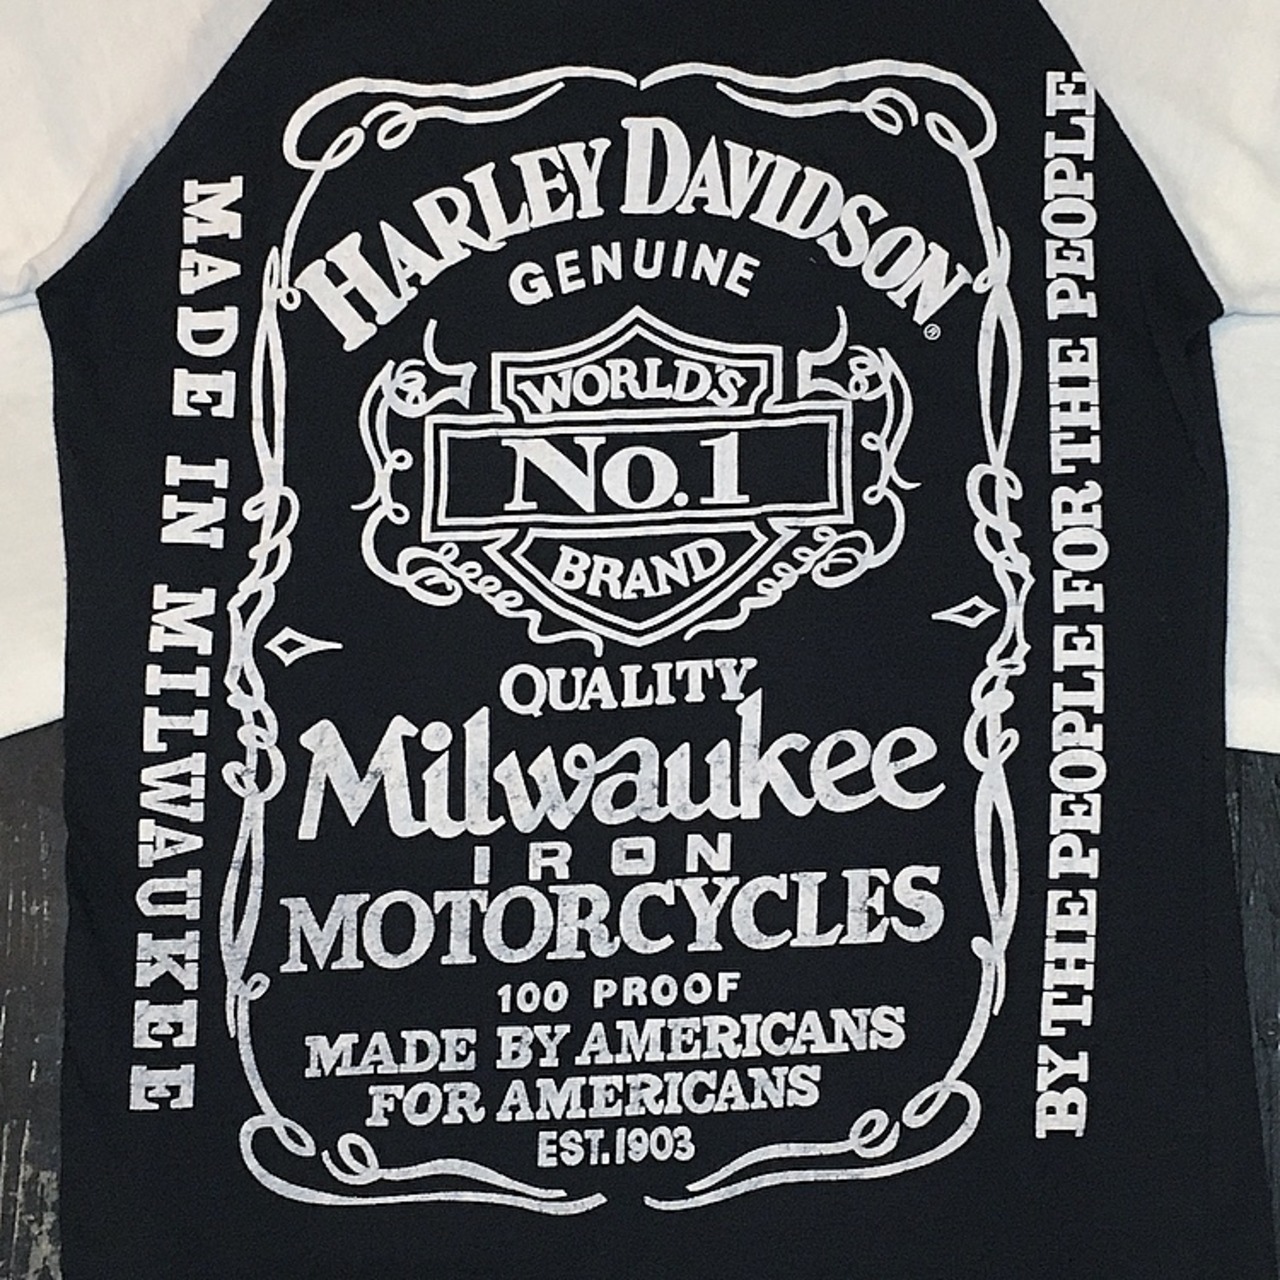 HARLEY DAVIDSON®
GENUINE
WORLD'S
No.1
BRAND
QUALITY
Milwaukee
IRON
MOTORCYCLES
100 PROOF
MADE BY AMERICANS
FOR AMERICANS
EST.1903
MADE IN MILWAUKEE
BY THE PEOPLE FOR THE PEOPLE